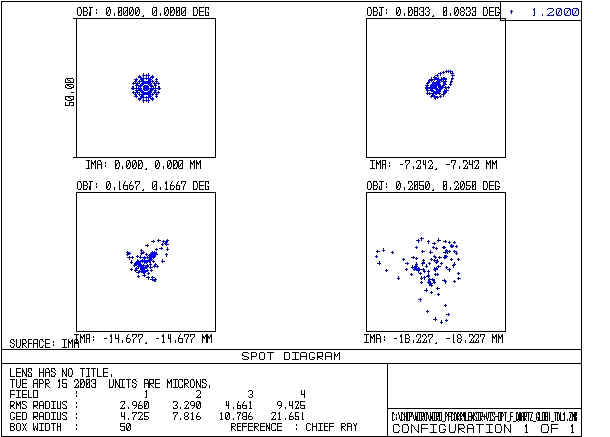 OBJ: 0.0000, 0.0000 DEG
OBJ: 0.0833, 0.0833 DEG
+ 1.2000
50.00
IMA: 0.000, 0.000 MM
IMA: -7.242, -7.242 MM
OBJ: 0.1667, 0.1667 DEG
OBJ: 0.2050, 0.2050 DEG
SURFACE: IMA
IMA: -14.677, -14.677 MM
IMA: -18.227, -18.227 MM
SPOT DIAGRAM
LENS HAS NO TITLE.
TUE APR 15 2003 UNITS ARE MICRONS.
FIELD : 1 2 3 4
RMS RADIUS : 2.960 3.290 4.661 9.425
GEO RADIUS : 4.725 7.816 10.786 21.651
BOX WIDTH : 50 REFERENCE : CHIEF RAY
CONFIGURATION 1 OF 1